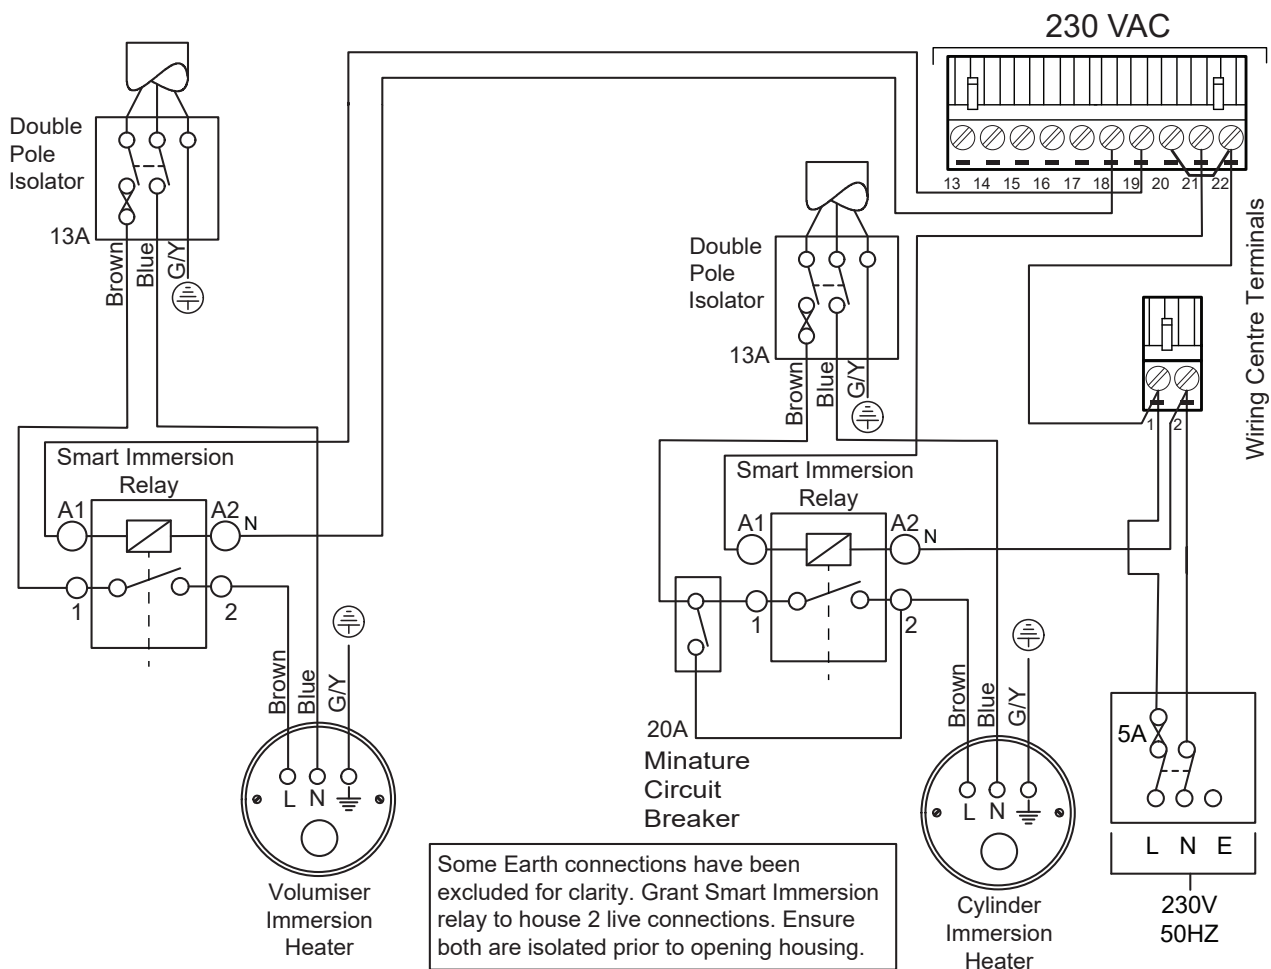 230 VAC
Double
Pole
Isolator
13A
Brown
Blue
G/Y
13 14 15 16 17 18 19 20 21 22
Wiring Centre Terminals
Double
Pole
Isolator
13A
Brown
Blue
G/Y
1 2
Smart Immersion
Relay
A1
A2
N
1
2
Smart Immersion
Relay
A1
A2
N
1
2
Brown
Blue
G/Y
Brown
Blue
G/Y
20A
Minature
Circuit
Breaker
5A
L N
L N
L N E
Volumiser
Immersion
Heater
Some Earth connections have been
excluded for clarity. Grant Smart Immersion
relay to house 2 live connections. Ensure
both are isolated prior to opening housing.
Cylinder
Immersion
Heater
230V
50HZ